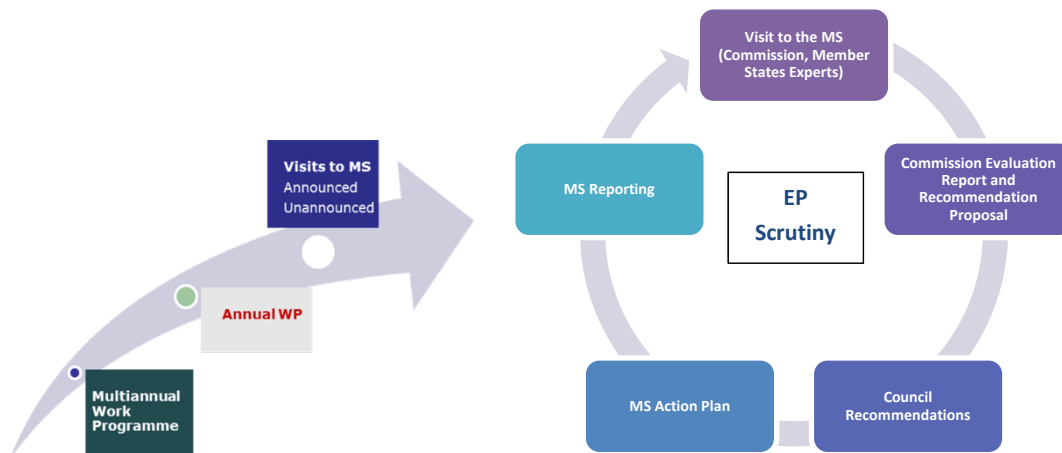 Visits to MS
Announced
Unannounced
Annual WP
Multiannual
Work
Programme
Visit to the MS
(Commission, Member
States Experts)
Commission Evaluation
Report and
Recommendation
Proposal
Council
Recommendations
MS Action Plan
MS Reporting
EP
Scrutiny